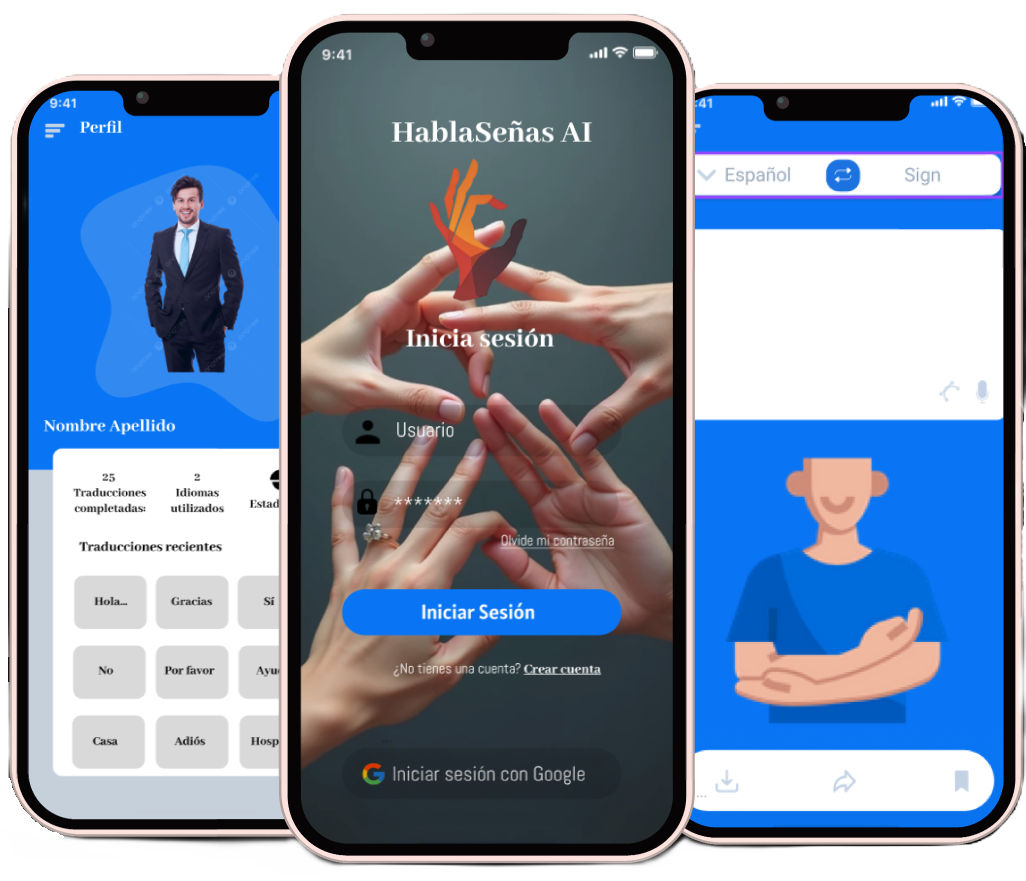 9:41
Perfil
Nombre Apellido
25
Traducciones
completadas:
2
Idiomas
utilizados
Estad
Traducciones recientes
Hola...
Gracias
Sí
No
Por favor
Ayu
Casa
Adiós
Hosp
9:41
HablaSeñas AI
Inicia sesión
Usuario
*******
Olvide mi contraseña
Iniciar Sesión
¿No tienes una cuenta? Crear cuenta
Iniciar sesión con Google
:41
Español
Sign
...